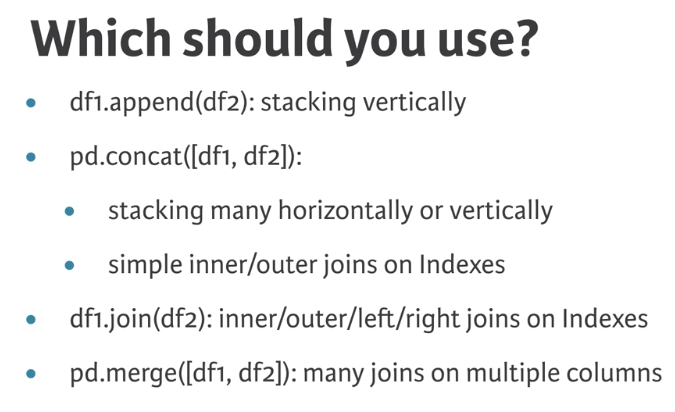 Which should you use?
• df1.append(df2): stacking vertically
• pd.concat([df1, df2]):
• stacking many horizontally or vertically
• simple inner/outer joins on Indexes
• df1.join(df2): inner/outer/left/right joins on Indexes
• pd.merge([df1, df2]): many joins on multiple columns